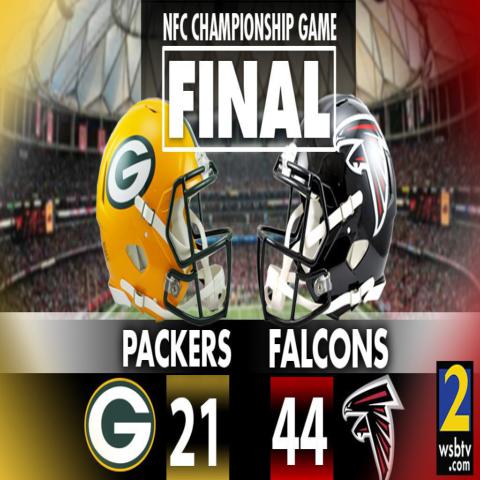 NFC CHAMPIONSHIP GAME
FINAL
G
PACKERS FALCONS
G 21 44
2
wsbtv
.com